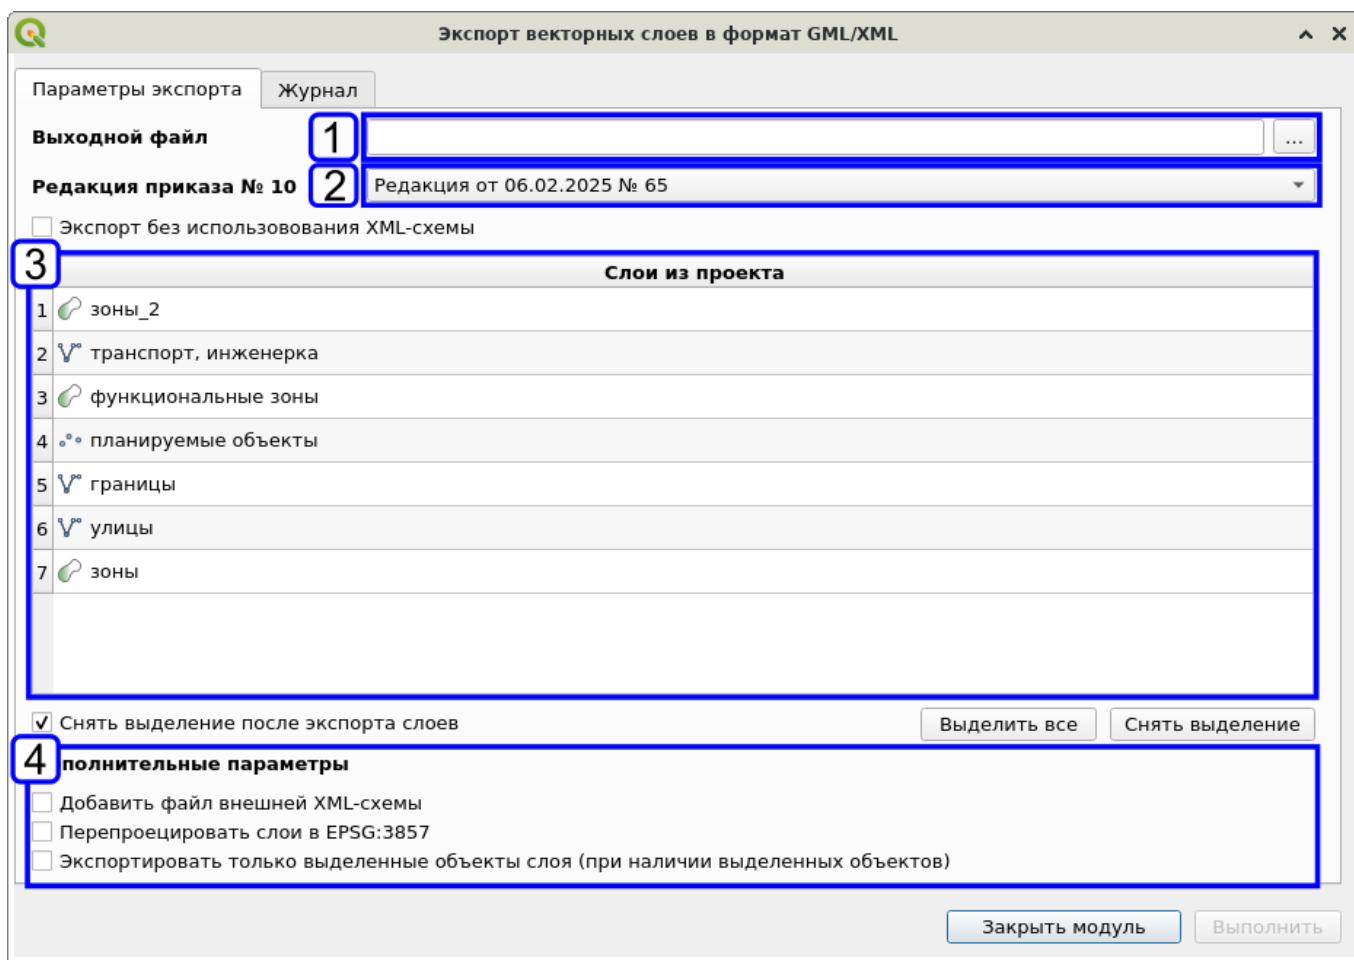 Экспорт векторных слоев в формат GML/XML
Параметры экспорта Журнал
Выходной файл 1 ...
Редакция приказа № 10 2 Редакция от 06.02.2025 № 65
Экспорт без использовования XML-схемы
3 Слои из проекта
1 зоны_2
2 транспорт, инженерка
3 функциональные зоны
4 планируемые объекты
5 границы
6 улицы
7 зоны
Снять выделение после экспорта слоев Выделить все Снять выделение
4 полнительные параметры
Добавить файл внешней XML-схемы
Перепроецировать слои в EPSG:3857
Экспортировать только выделенные объекты слоя (при наличии выделенных объектов)
Закрыть модуль Выполнить